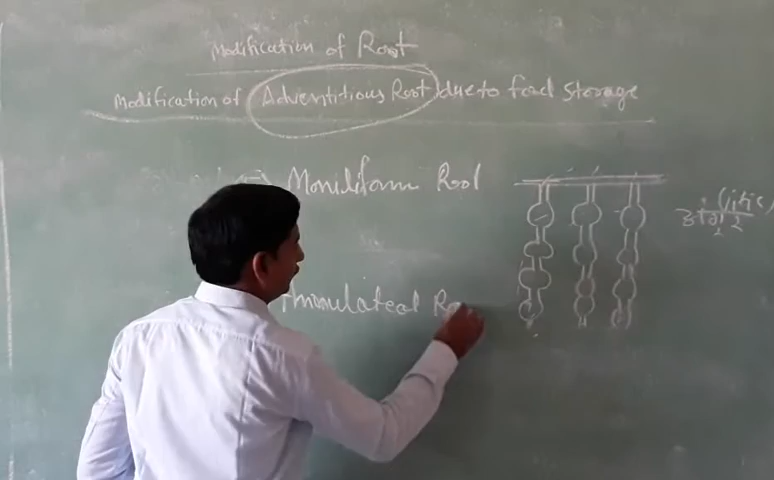 Modification of Root
Modification of Adventitious Root due to food storage
Moniliform Root
Annulated Ro